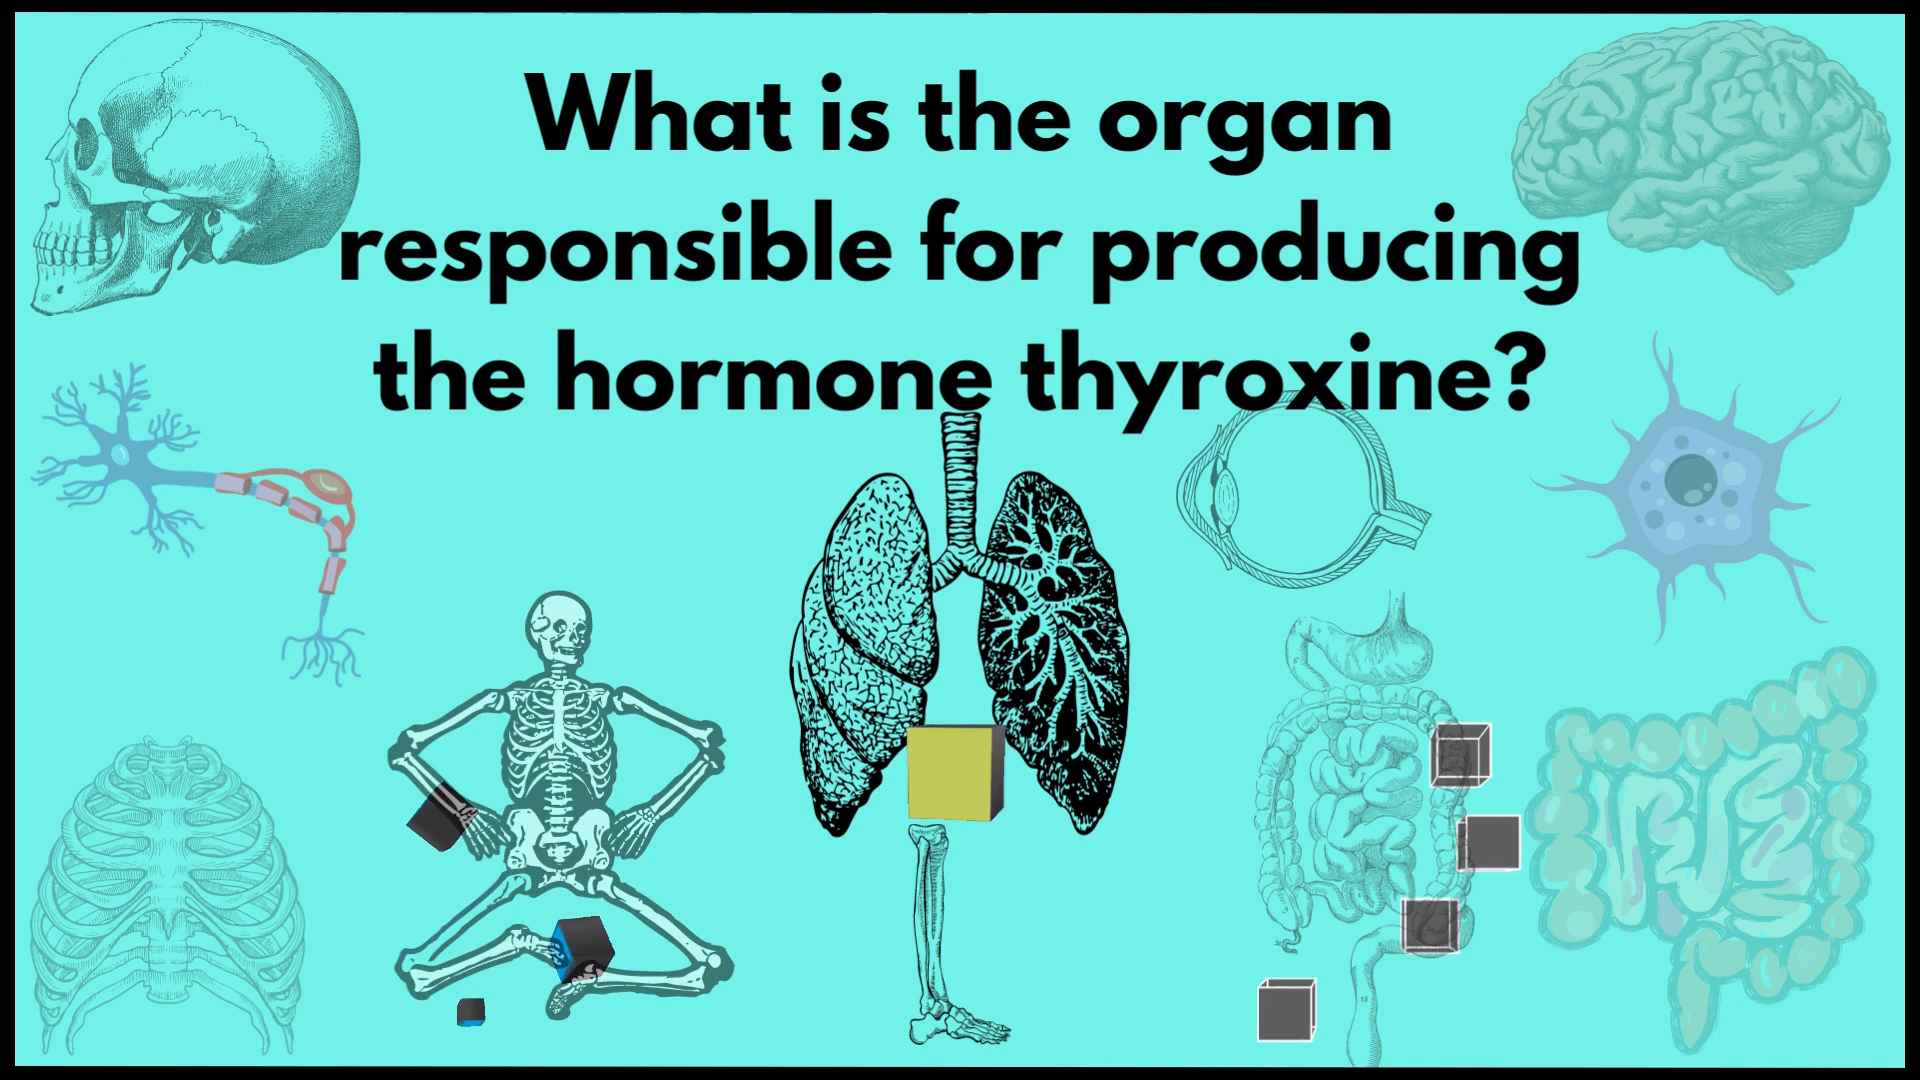 What is the organ
responsible for producing
the hormone thyroxine?